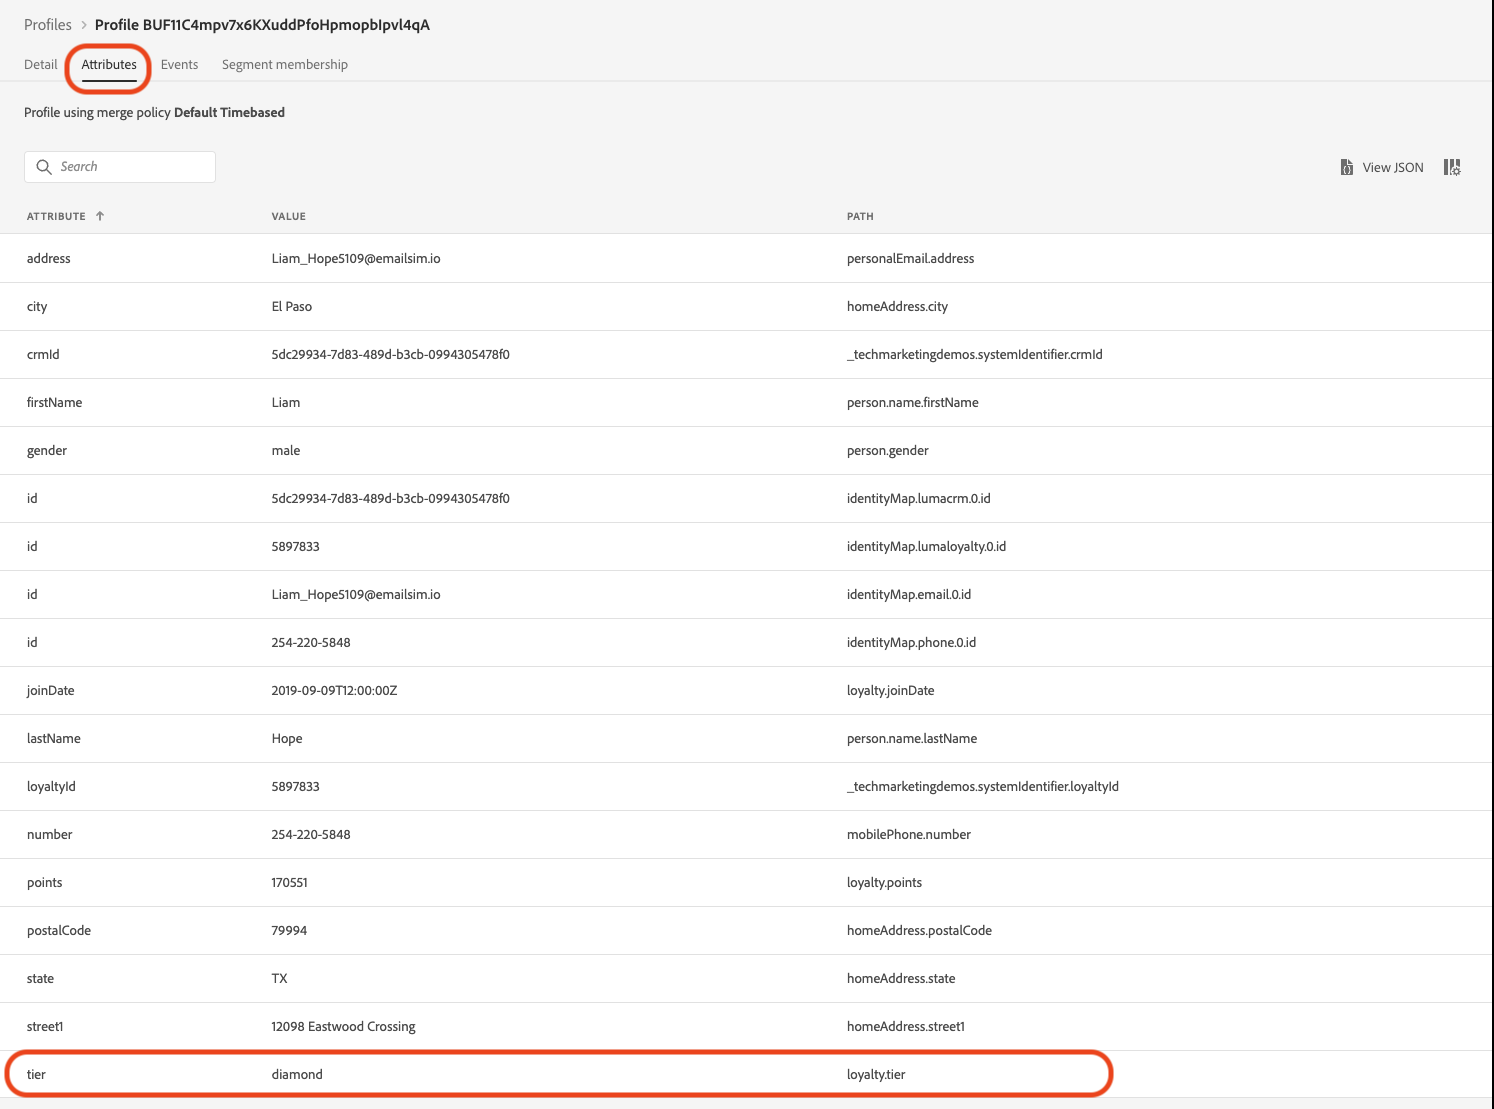 Profiles > Profile BUF11C4mpv7x6KXuddPfoHpmopbIpvl4qA
Detail Attributes Events Segment membership
Profile using merge policy Default Timebased
Search View JSON
ATTRIBUTE ↑ VALUE PATH
address Liam_Hope5109@emailsim.io personalEmail.address
city El Paso homeAddress.city
crmId 5dc29934-7d83-489d-b3cb-0994305478f0 _techmarketingdemos.systemIdentifier.crmId
firstName Liam person.name.firstName
gender male person.gender
id 5dc29934-7d83-489d-b3cb-0994305478f0 identityMap.lumacrm.0.id
id 5897833 identityMap.lumaloyalty.0.id
id Liam_Hope5109@emailsim.io identityMap.email.0.id
id 254-220-5848 identityMap.phone.0.id
joinDate 2019-09-09T12:00:00Z loyalty.joinDate
lastName Hope person.name.lastName
loyaltyId 5897833 _techmarketingdemos.systemIdentifier.loyaltyId
number 254-220-5848 mobilePhone.number
points 170551 loyalty.points
postalCode 79994 homeAddress.postalCode
state TX homeAddress.state
street1 12098 Eastwood Crossing homeAddress.street1
tier diamond loyalty.tier